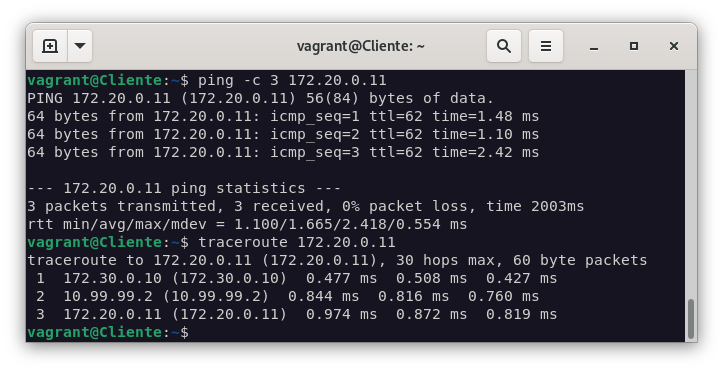 vagrant@Cliente: ~
vagrant@Cliente:~$ ping -c 3 172.20.0.11
PING 172.20.0.11 (172.20.0.11) 56(84) bytes of data.
64 bytes from 172.20.0.11: icmp_seq=1 ttl=62 time=1.48 ms
64 bytes from 172.20.0.11: icmp_seq=2 ttl=62 time=1.10 ms
64 bytes from 172.20.0.11: icmp_seq=3 ttl=62 time=2.42 ms

--- 172.20.0.11 ping statistics ---
3 packets transmitted, 3 received, 0% packet loss, time 2003ms
rtt min/avg/max/mdev = 1.100/1.665/2.418/0.554 ms
vagrant@Cliente:~$ traceroute 172.20.0.11
traceroute to 172.20.0.11 (172.20.0.11), 30 hops max, 60 byte packets
 1  172.30.0.10 (172.30.0.10)  0.477 ms  0.508 ms  0.427 ms
 2  10.99.99.2 (10.99.99.2)  0.844 ms  0.816 ms  0.760 ms
 3  172.20.0.11 (172.20.0.11)  0.974 ms  0.872 ms  0.819 ms
vagrant@Cliente:~$